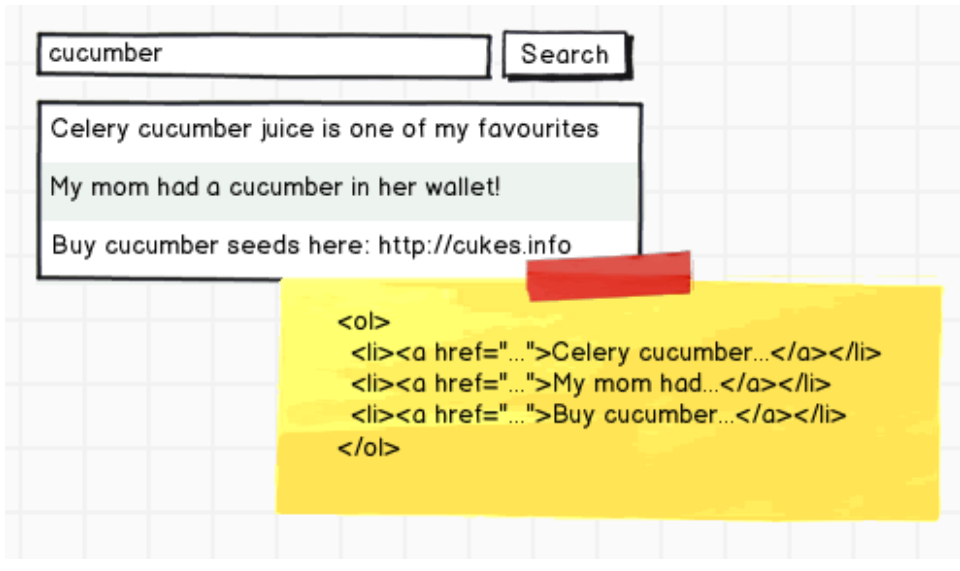 cucumber
Search
Celery cucumber juice is one of my favourites
My mom had a cucumber in her wallet!
Buy cucumber seeds here: http://cukes.info
<ol>
<li><a href="...">Celery cucumber...</a></li>
<li><a href="...">My mom had...</a></li>
<li><a href="...">Buy cucumber...</a></li>
</ol>